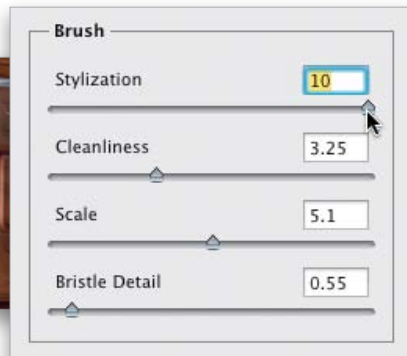 Brush
Stylization 10
Cleanliness 3.25
Scale 5.1
Bristle Detail 0.55